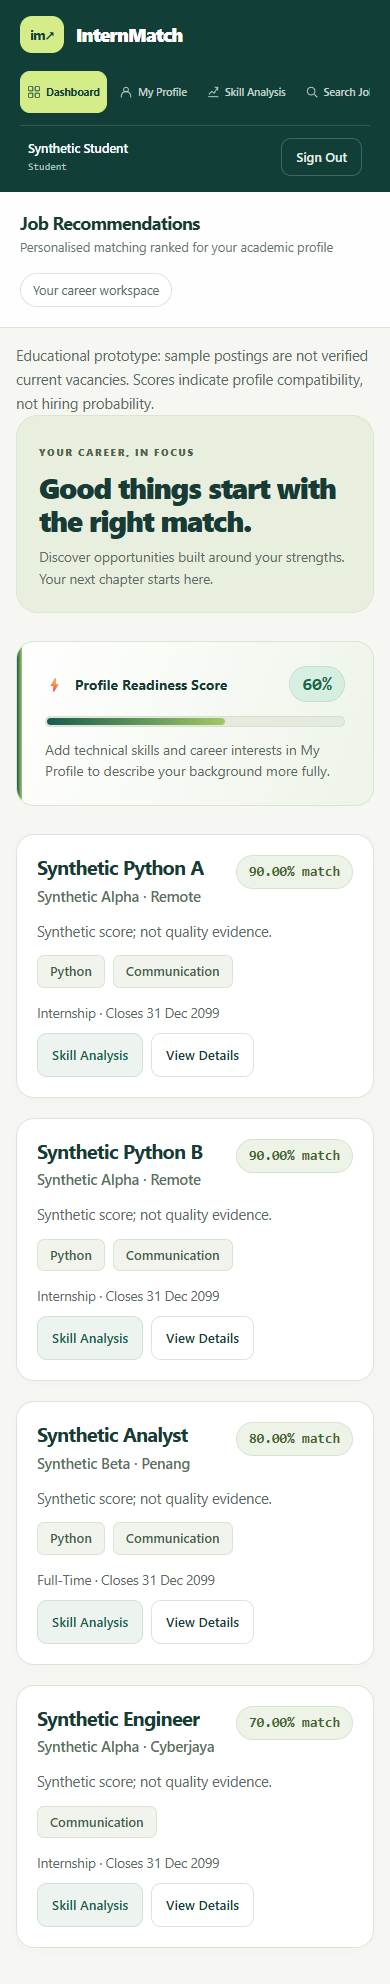 im↗ InternMatch
Dashboard My Profile Skill Analysis Search Jo
Synthetic Student
Student
Sign Out
Job Recommendations
Personalised matching ranked for your academic profile
Your career workspace
Educational prototype: sample postings are not verified
current vacancies. Scores indicate profile compatibility,
not hiring probability.
YOUR CAREER, IN FOCUS
Good things start with
the right match.
Discover opportunities built around your strengths.
Your next chapter starts here.
Profile Readiness Score 60%
Add technical skills and career interests in My
Profile to describe your background more fully.
Synthetic Python A 90.00% match
Synthetic Alpha · Remote
Synthetic score; not quality evidence.
Python Communication
Internship · Closes 31 Dec 2099
Skill Analysis View Details
Synthetic Python B 90.00% match
Synthetic Alpha · Remote
Synthetic score; not quality evidence.
Python Communication
Internship · Closes 31 Dec 2099
Skill Analysis View Details
Synthetic Analyst 80.00% match
Synthetic Beta · Penang
Synthetic score; not quality evidence.
Python Communication
Full-Time · Closes 31 Dec 2099
Skill Analysis View Details
Synthetic Engineer 70.00% match
Synthetic Alpha · Cyberjaya
Synthetic score; not quality evidence.
Communication
Internship · Closes 31 Dec 2099
Skill Analysis View Details